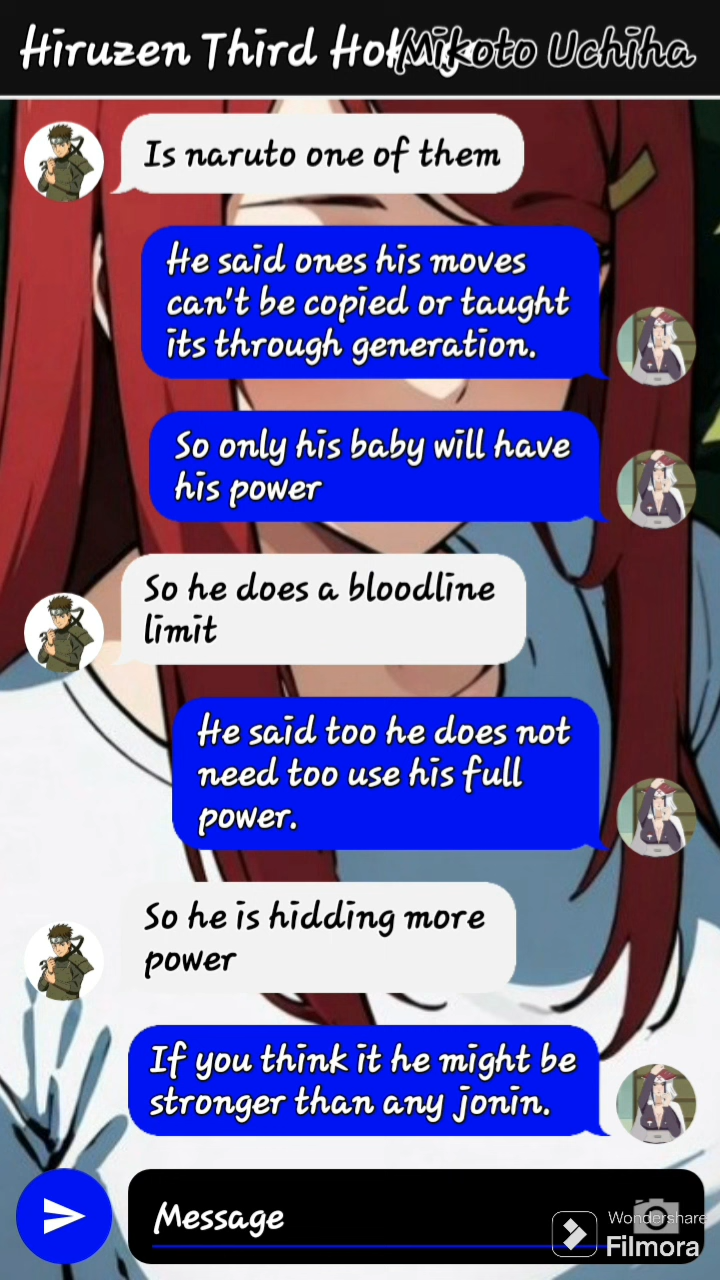 Hiruzen Third Hokage
Mikoto Uchiha
Is naruto one of them
He said ones his moves
can't be copied or taught
its through generation.
So only his baby will have
his power
So he does a bloodline
limit
He said too he does not
need too use his full
power.
So he is hidding more
power
If you think it he might be
stronger than any jonin.
Message
Wondershare
Filmora